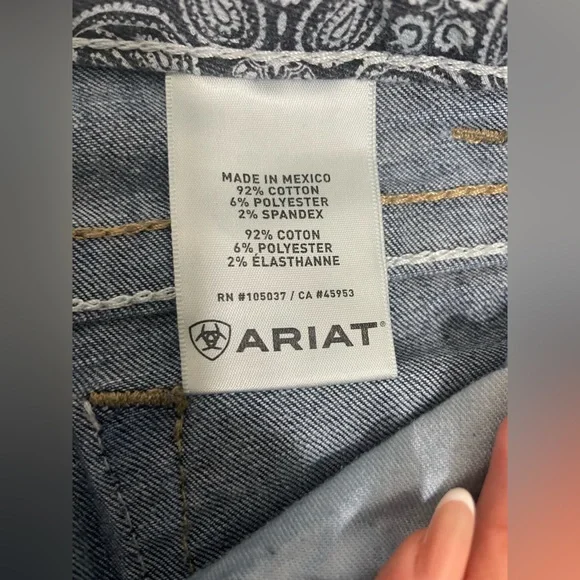 MADE IN MEXICO
92% COTTON
6% POLYESTER
2% SPANDEX
92% COTON
6% POLYESTER
2% ÉLASTHANNE
RN #105037 / CA #45953
ARIAT®